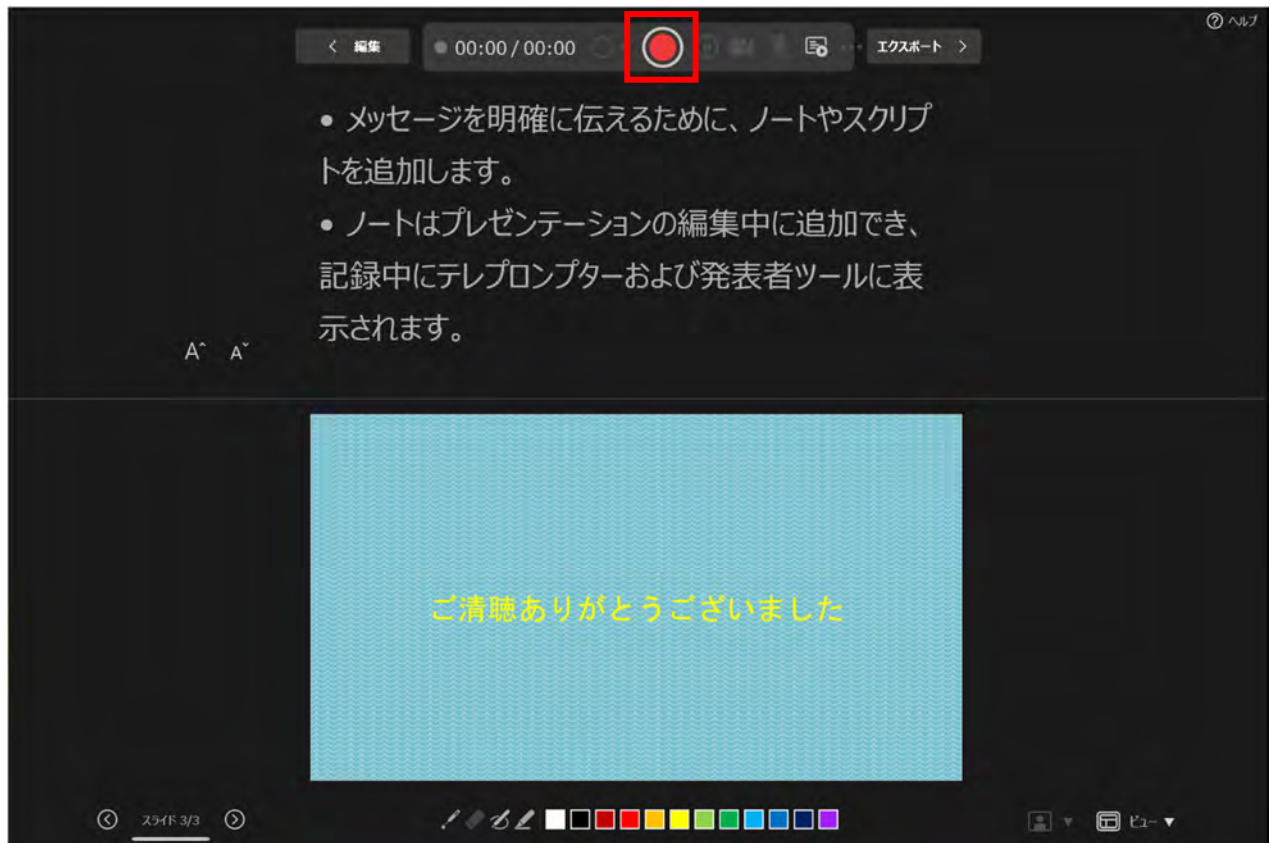 ヘルプ
編集
00:00 / 00:00
エクスポート
• メッセージを明確に伝えるために、ノートやスクリプ
トを追加します。
• ノートはプレゼンテーションの編集中に追加でき、
記録中にテレプロンプターおよび発表者ツールに表
示されます。
A^ A˅
ご清聴ありがとうございました
スライド 3/3
ビュー